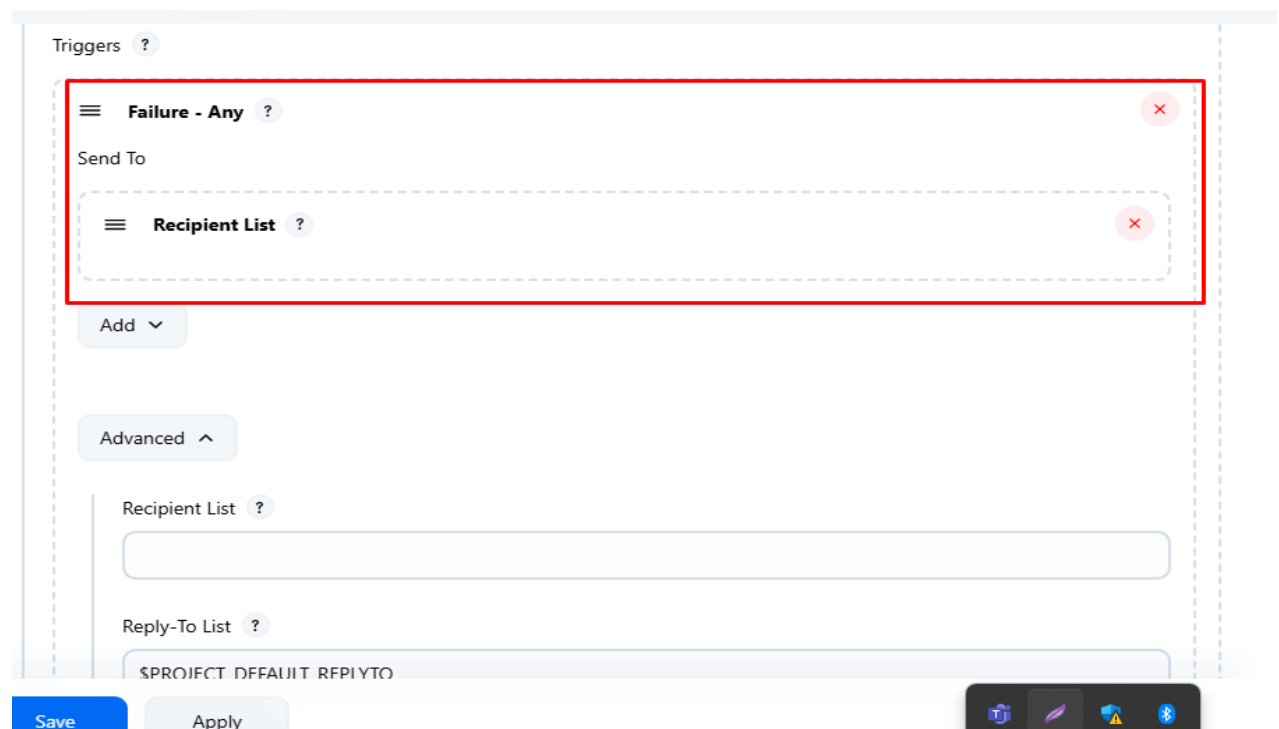 Triggers ?
Failure - Any ?
Send To
Recipient List ?
Add
Advanced
Recipient List ?
Reply-To List ?
$PROJECT_DEFAULT_REPLYTO
Save Apply